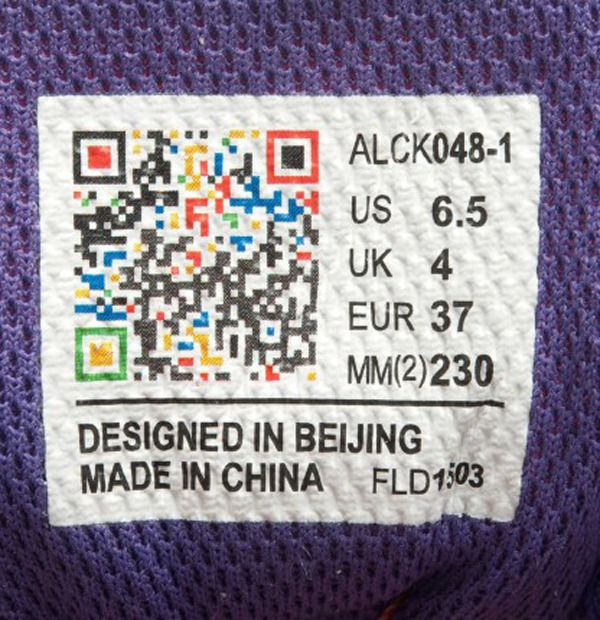 ALCK048-1
US 6.5
UK 4
EUR 37
MM(2)230
DESIGNED IN BEIJING
MADE IN CHINA FLD1503